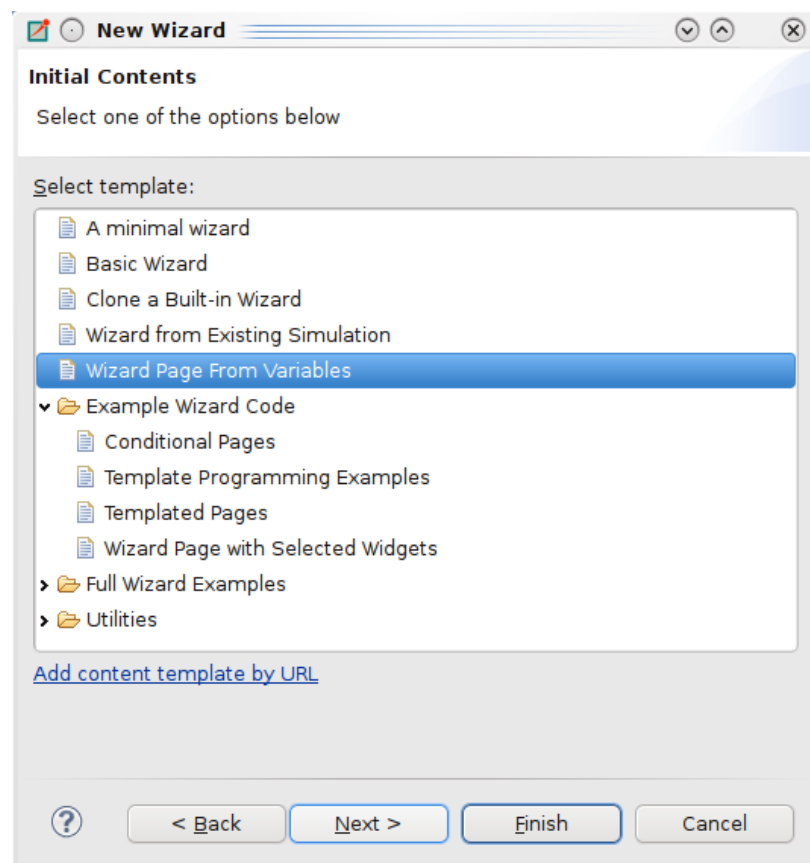 New Wizard
Initial Contents
Select one of the options below
Select template:
A minimal wizard
Basic Wizard
Clone a Built-in Wizard
Wizard from Existing Simulation
Wizard Page From Variables
Example Wizard Code
Conditional Pages
Template Programming Examples
Templated Pages
Wizard Page with Selected Widgets
Full Wizard Examples
Utilities
Add content template by URL
? < Back Next > Finish Cancel